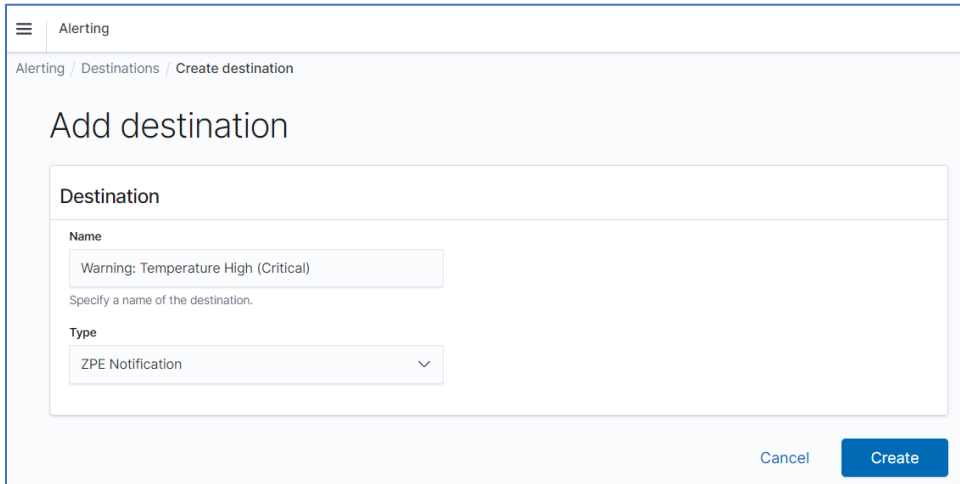 Alerting
Alerting / Destinations / Create destination
Add destination
Destination
Name
Warning: Temperature High (Critical)
Specify a name of the destination.
Type
ZPE Notification
Cancel Create